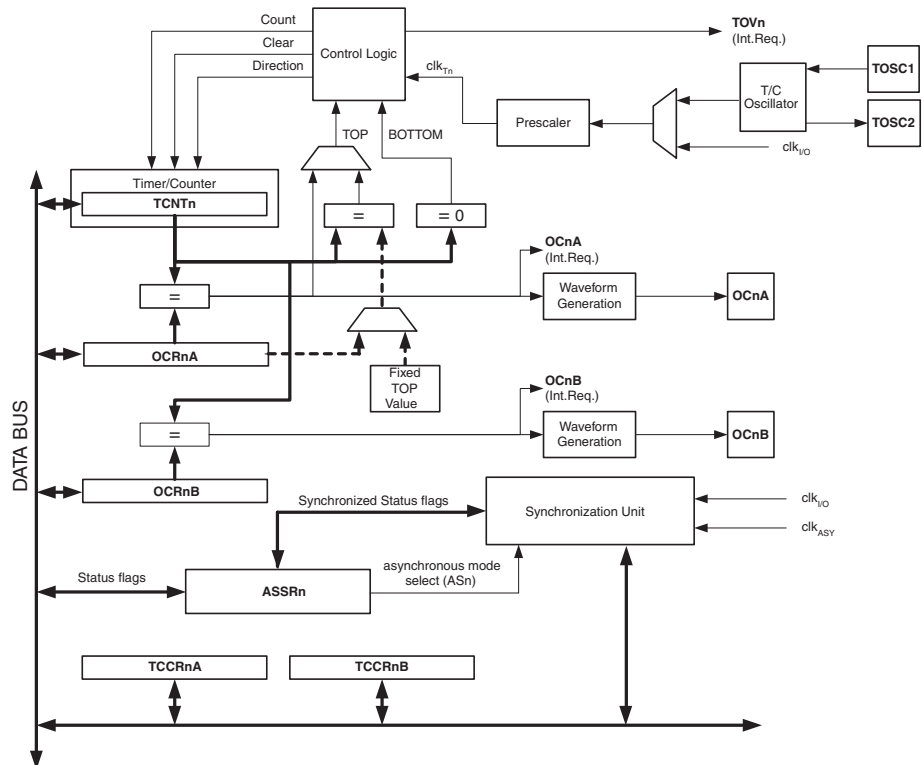 Count
Clear
Direction
Control Logic
clkTn
TOVn
(Int.Req.)
TOSC1
T/C
Oscillator
TOSC2
Prescaler
clkI/O
TOP
BOTTOM
Timer/Counter
TCNTn
=
= 0
OCnA
(Int.Req.)
=
Waveform
Generation
OCnA
OCRnA
Fixed
TOP
Value
OCnB
(Int.Req.)
=
Waveform
Generation
OCnB
OCRnB
DATA BUS
Synchronized Status flags
Synchronization Unit
clkI/O
clkASY
Status flags
ASSRn
asynchronous mode
select (ASn)
TCCRnA
TCCRnB